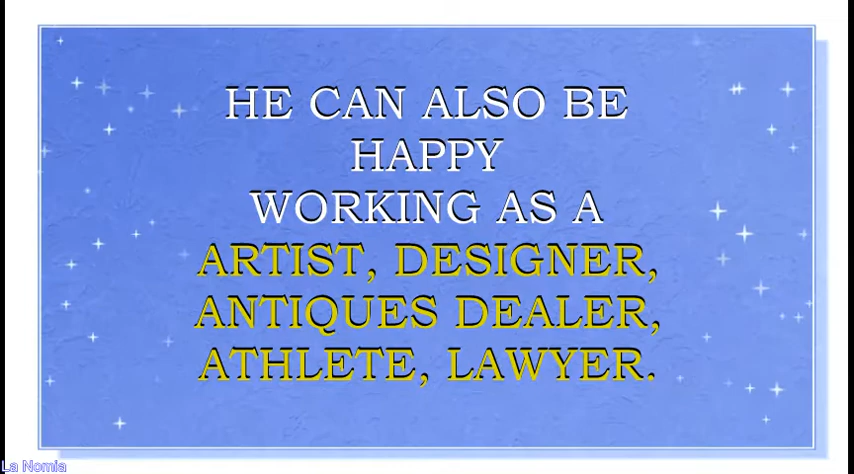 HE CAN ALSO BE
HAPPY
WORKING AS A
ARTIST, DESIGNER,
ANTIQUES DEALER,
ATHLETE, LAWYER.
La Nomia